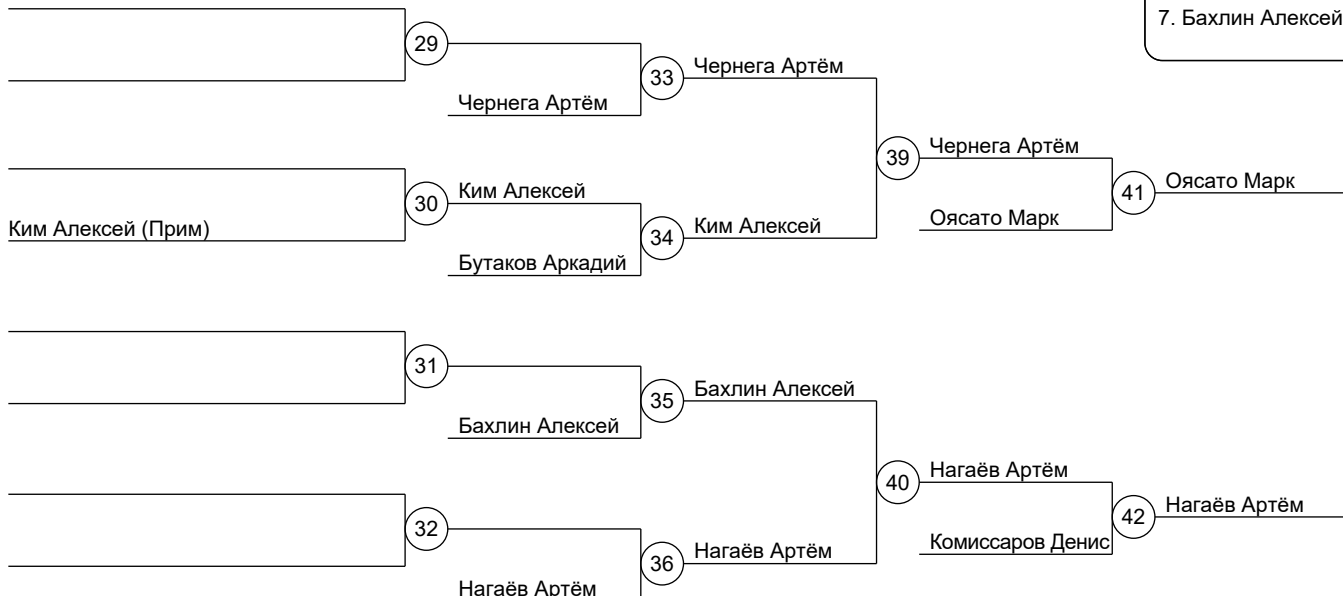 7. Бахлин Алексей
29
33
Чернега Артём
Чернега Артём
39
Чернега Артём
41
Оясато Марк
Ким Алексей (Прим)
30
Ким Алексей
34
Ким Алексей
Оясато Марк
Бутаков Аркадий
31
35
Бахлин Алексей
Бахлин Алексей
40
Нагаёв Артём
42
Нагаёв Артём
32
36
Нагаёв Артём
Комиссаров Денис
Нагаёв Артём